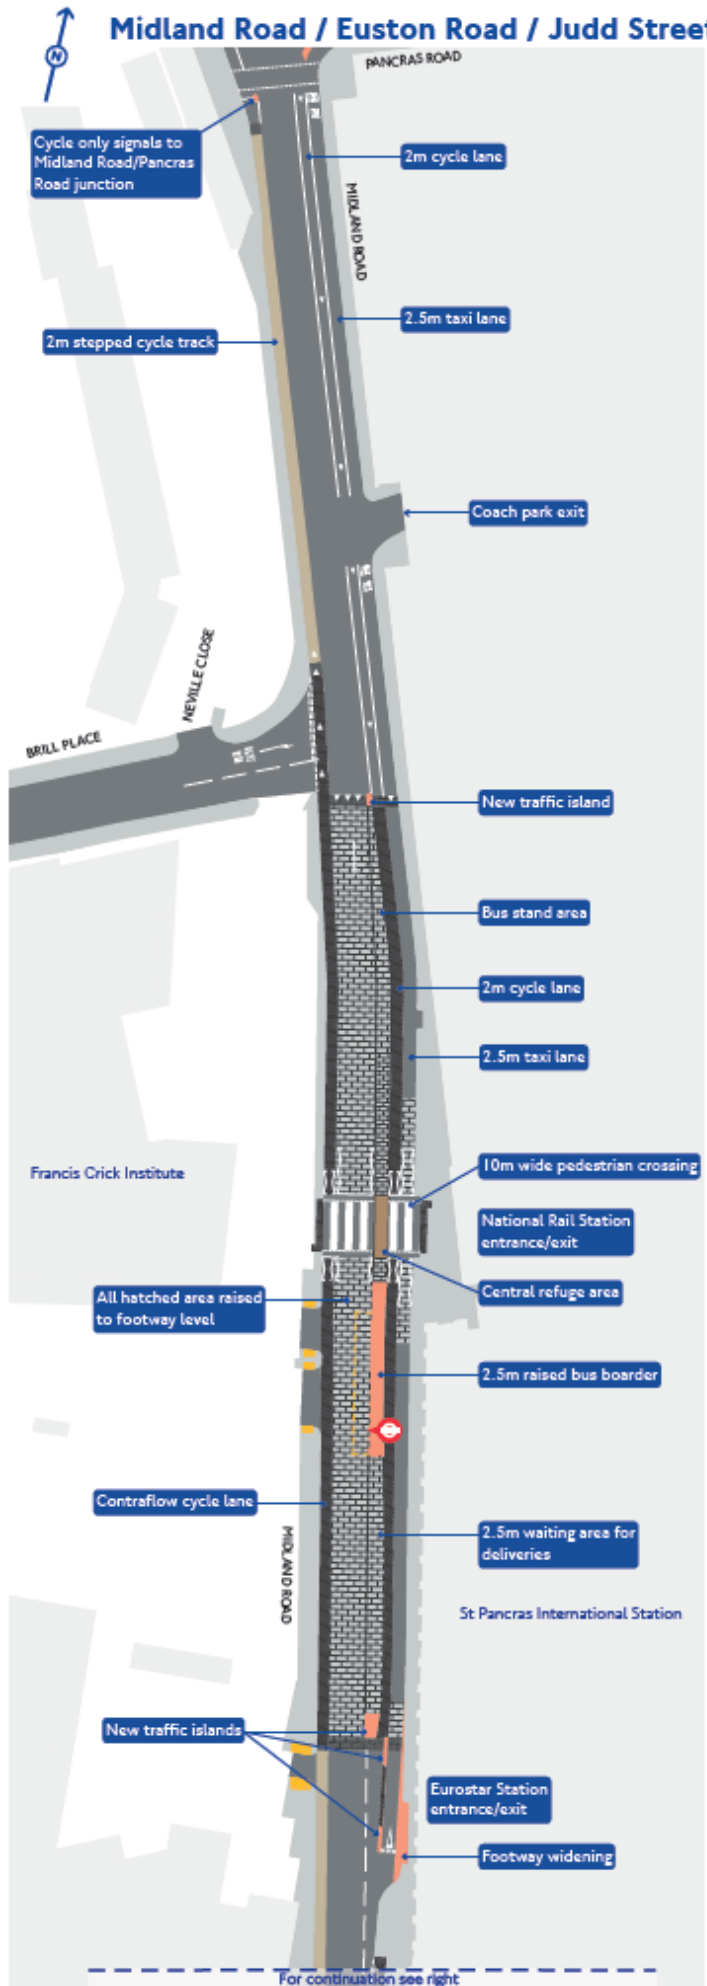 Midland Road / Euston Road / Judd Street
N
PANCRAS ROAD
Cycle only signals to
Midland Road/Pancras
Road junction
2m cycle lane
MIDLAND ROAD
2.5m taxi lane
2m stepped cycle track
Coach park exit
NEVILLE CLOSE
BRILL PLACE
New traffic island
Bus stand area
2m cycle lane
2.5m taxi lane
Francis Crick Institute
10m wide pedestrian crossing
National Rail Station
entrance/exit
Central refuge area
All hatched area raised
to footway level
2.5m raised bus boarder
Contraflow cycle lane
2.5m waiting area for
deliveries
MIDLAND ROAD
St Pancras International Station
New traffic islands
Eurostar Station
entrance/exit
Footway widening
For continuation see right